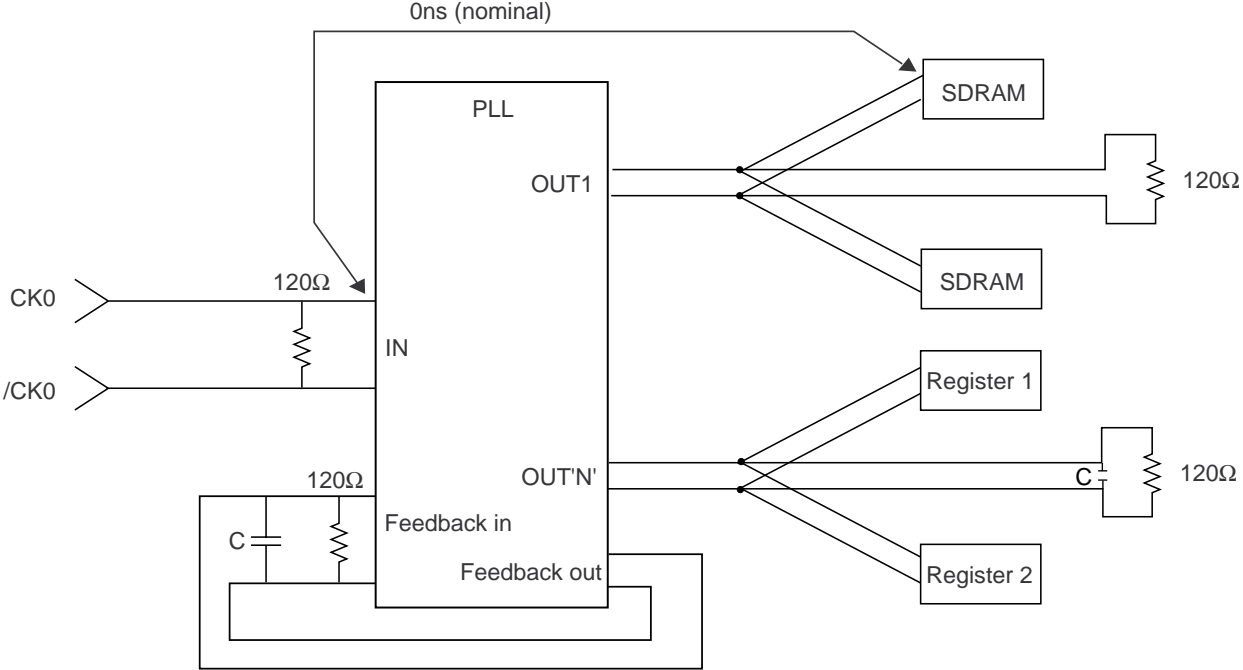 0ns (nominal)
PLL
SDRAM
OUT1
120Ω
SDRAM
120Ω
CK0
IN
/CK0
Register 1
OUT'N'
C
120Ω
120Ω
Feedback in
C
Feedback out
Register 2